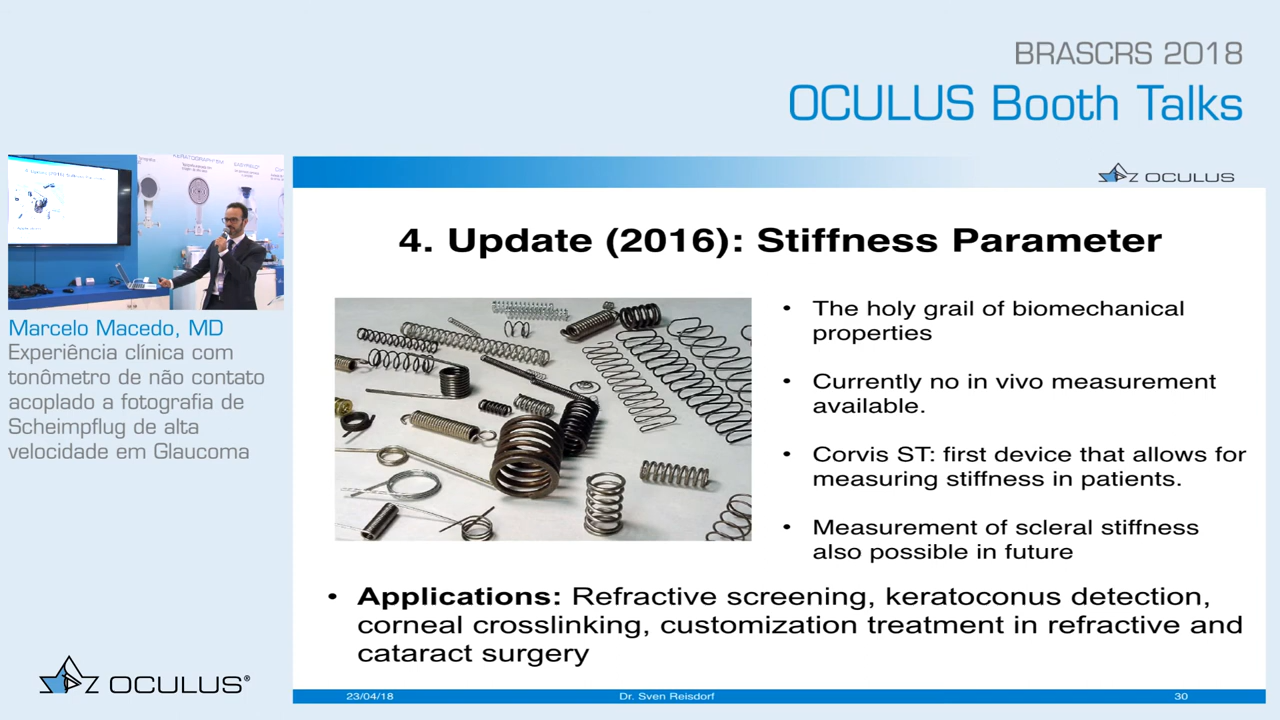 BRASCRS 2018
OCULUS Booth Talks
OCULUS
Marcelo Macedo, MD
Experiência clínica com
tonômetro de não contato
acoplado a fotografia de
Scheimpflug de alta
velocidade em Glaucoma
4. Update (2016): Stiffness Parameter
• The holy grail of biomechanical
properties
• Currently no in vivo measurement
available.
• Corvis ST: first device that allows for
measuring stiffness in patients.
• Measurement of scleral stiffness
also possible in future
• Applications: Refractive screening, keratoconus detection,
corneal crosslinking, customization treatment in refractive and
cataract surgery
23/04/18 Dr. Sven Reisdorf 30
OCULUS®